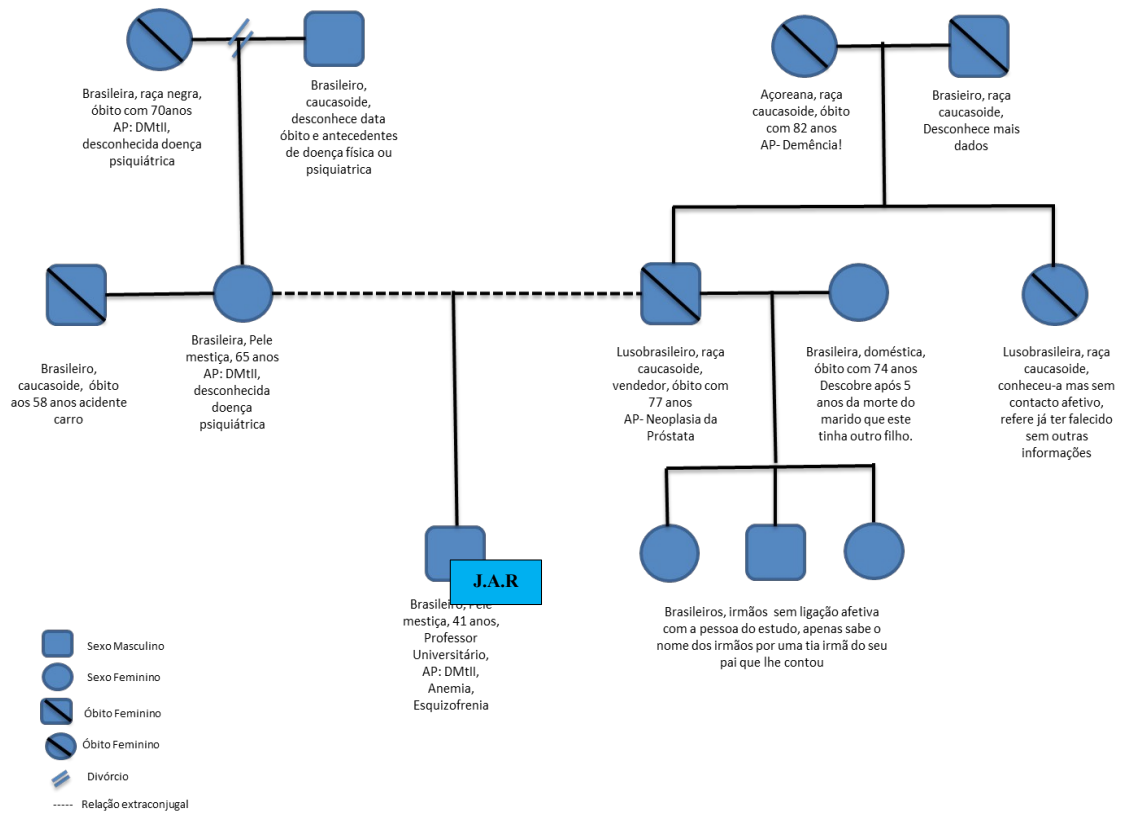 Brasileira, raça negra,
óbito com 70anos
AP: DMtII,
desconhecida doença
psiquiátrica
Brasileiro,
caucasoide,
desconhece data
óbito e antecedentes
de doença física ou
psiquiatrica
Açoreana, raça
caucasoide, óbito
com 82 anos
AP- Demência!
Brasieiro, raça
caucasoide,
Desconhece mais
dados
Brasileiro,
caucasoide, óbito
aos 58 anos acidente
carro
Brasileira, Pele
mestiça, 65 anos
AP: DMtII,
desconhecida
doença
psiquiátrica
Lusobrasileiro, raça
caucasoide,
vendedor, óbito com
77 anos
AP- Neoplasia da
Próstata
Brasileira, doméstica,
óbito com 74 anos
Descobre após 5
anos da morte do
marido que este
tinha outro filho.
Lusobrasileira, raça
caucasoide,
conheceu-a mas sem
contacto afetivo,
refere já ter falecido
sem outras
informações
J.A.R
Brasileiro, Pele
mestiça, 41 anos,
Professor
Universitário,
AP: DMtII,
Anemia,
Esquizofrenia
Brasileiros, irmãos sem ligação afetiva
com a pessoa do estudo, apenas sabe o
nome dos irmãos por uma tia irmã do seu
pai que lhe contou
Sexo Masculino
Sexo Feminino
Óbito Feminino
Óbito Feminino
Divórcio
Relação extraconjugal